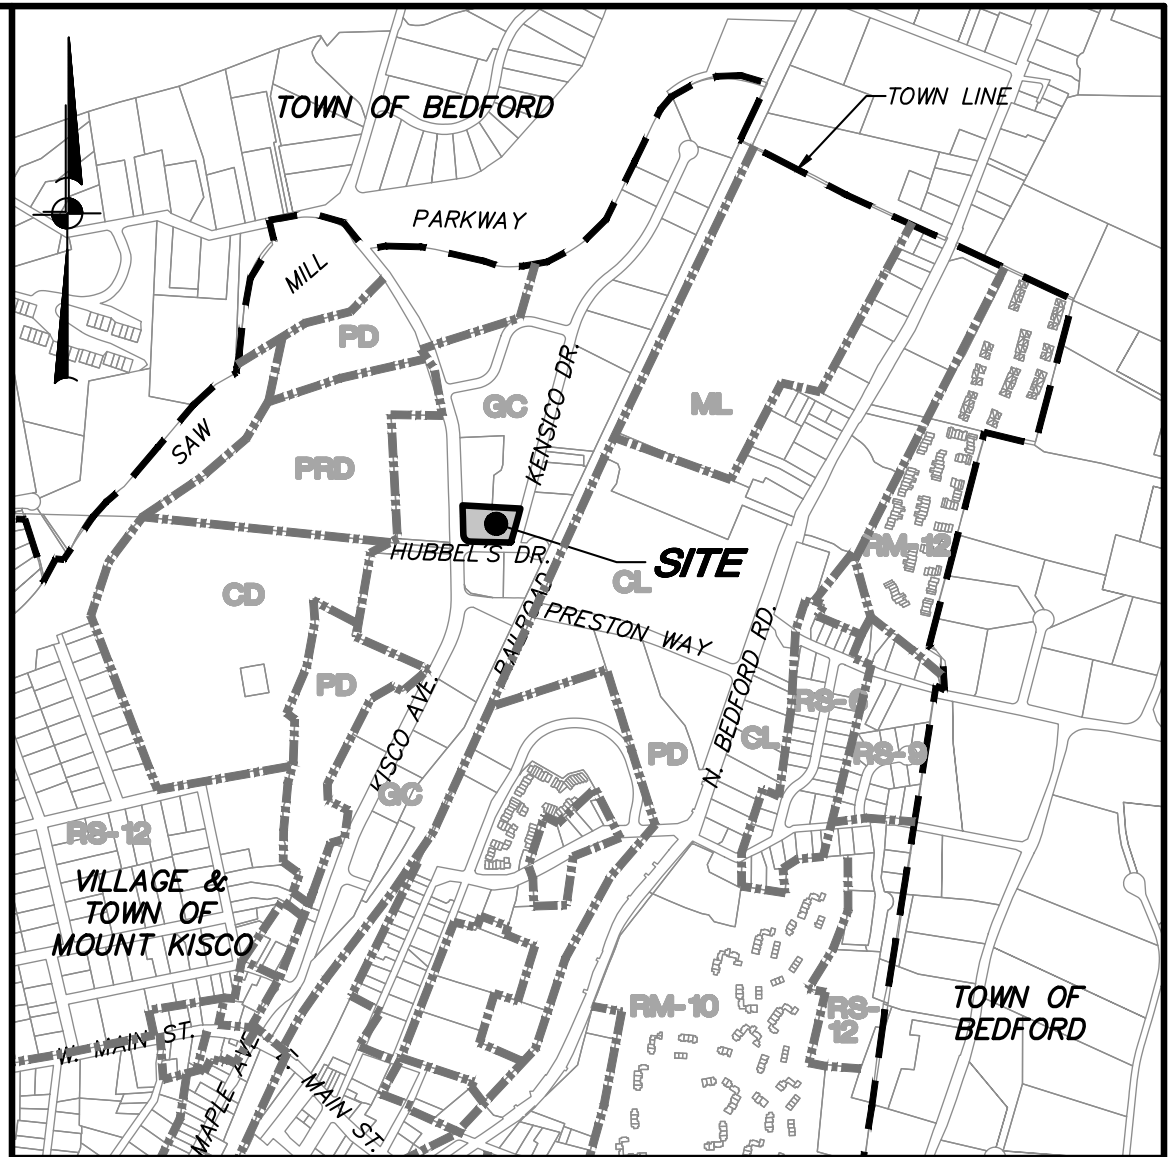 TOWN OF BEDFORD
TOWN LINE
PARKWAY
MILL
PD
KENSICO DR.
GC
ML
SAW
PRD
HUBBEL'S DR.
SITE
CL
RM-12
CD
RAILROAD
PRESTON WAY
N. BEDFORD RD.
PD
RS-6
CL
RS-9
PD
KISCO AVE.
GC
RS-12
VILLAGE &
TOWN OF
MOUNT KISCO
RM-10
RS-
12
TOWN OF
BEDFORD
W. MAIN ST.
MAPLE AVE.
E. MAIN ST.